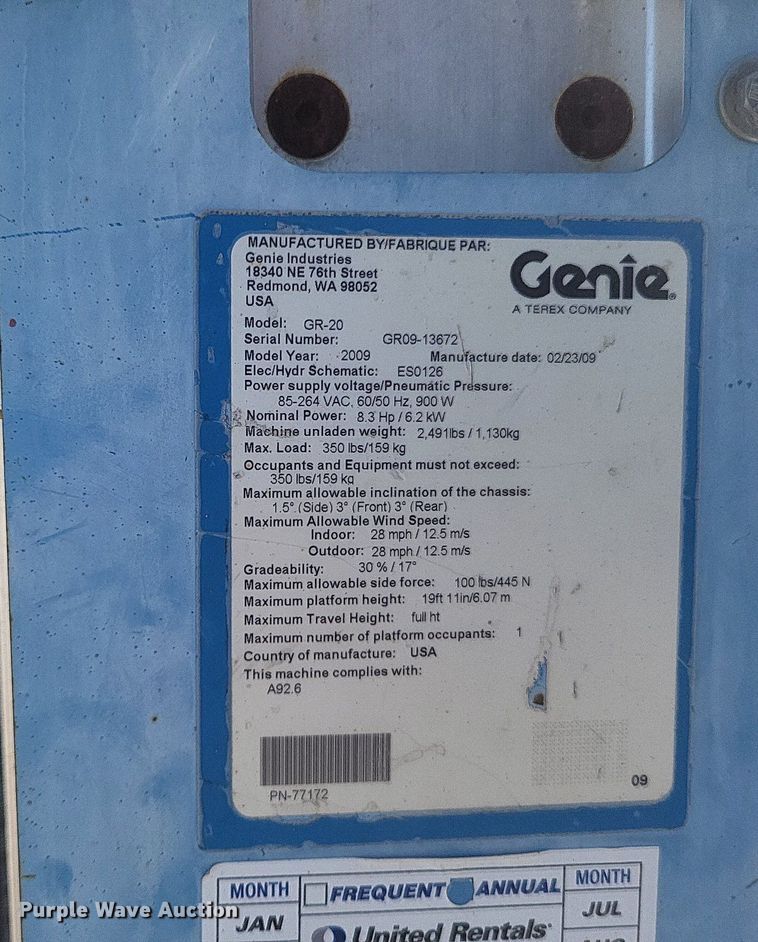 MANUFACTURED BY/FABRIQUE PAR:
Genie Industries
18340 NE 76th Street
Redmond, WA 98052
USA
Genie®
A TEREX COMPANY
Model: GR-20
Serial Number: GR09-13672
Model Year: 2009 Manufacture date: 02/23/09
Elec/Hydr Schematic: ES0126
Power supply voltage/Pneumatic Pressure:
85-264 VAC, 60/50 Hz, 900 W
Nominal Power: 8.3 Hp / 6.2 kW
Machine unladen weight: 2,491lbs / 1,130kg
Max. Load: 350 lbs/159 kg
Occupants and Equipment must not exceed:
350 lbs/159 kg
Maximum allowable inclination of the chassis:
1.5° (Side) 3° (Front) 3° (Rear)
Maximum Allowable Wind Speed:
Indoor: 28 mph / 12.5 m/s
Outdoor: 28 mph / 12.5 m/s
Gradeability: 30 % / 17°
Maximum allowable side force: 100 lbs/445 N
Maximum platform height: 19ft 11in/6.07 m
Maximum Travel Height: full ht
Maximum number of platform occupants: 1
Country of manufacture: USA
This machine complies with:
A92.6
PN-77172
09
MONTH FREQUENT ANNUAL MONTH
JAN United Rentals JUL
Purple Wave Auction